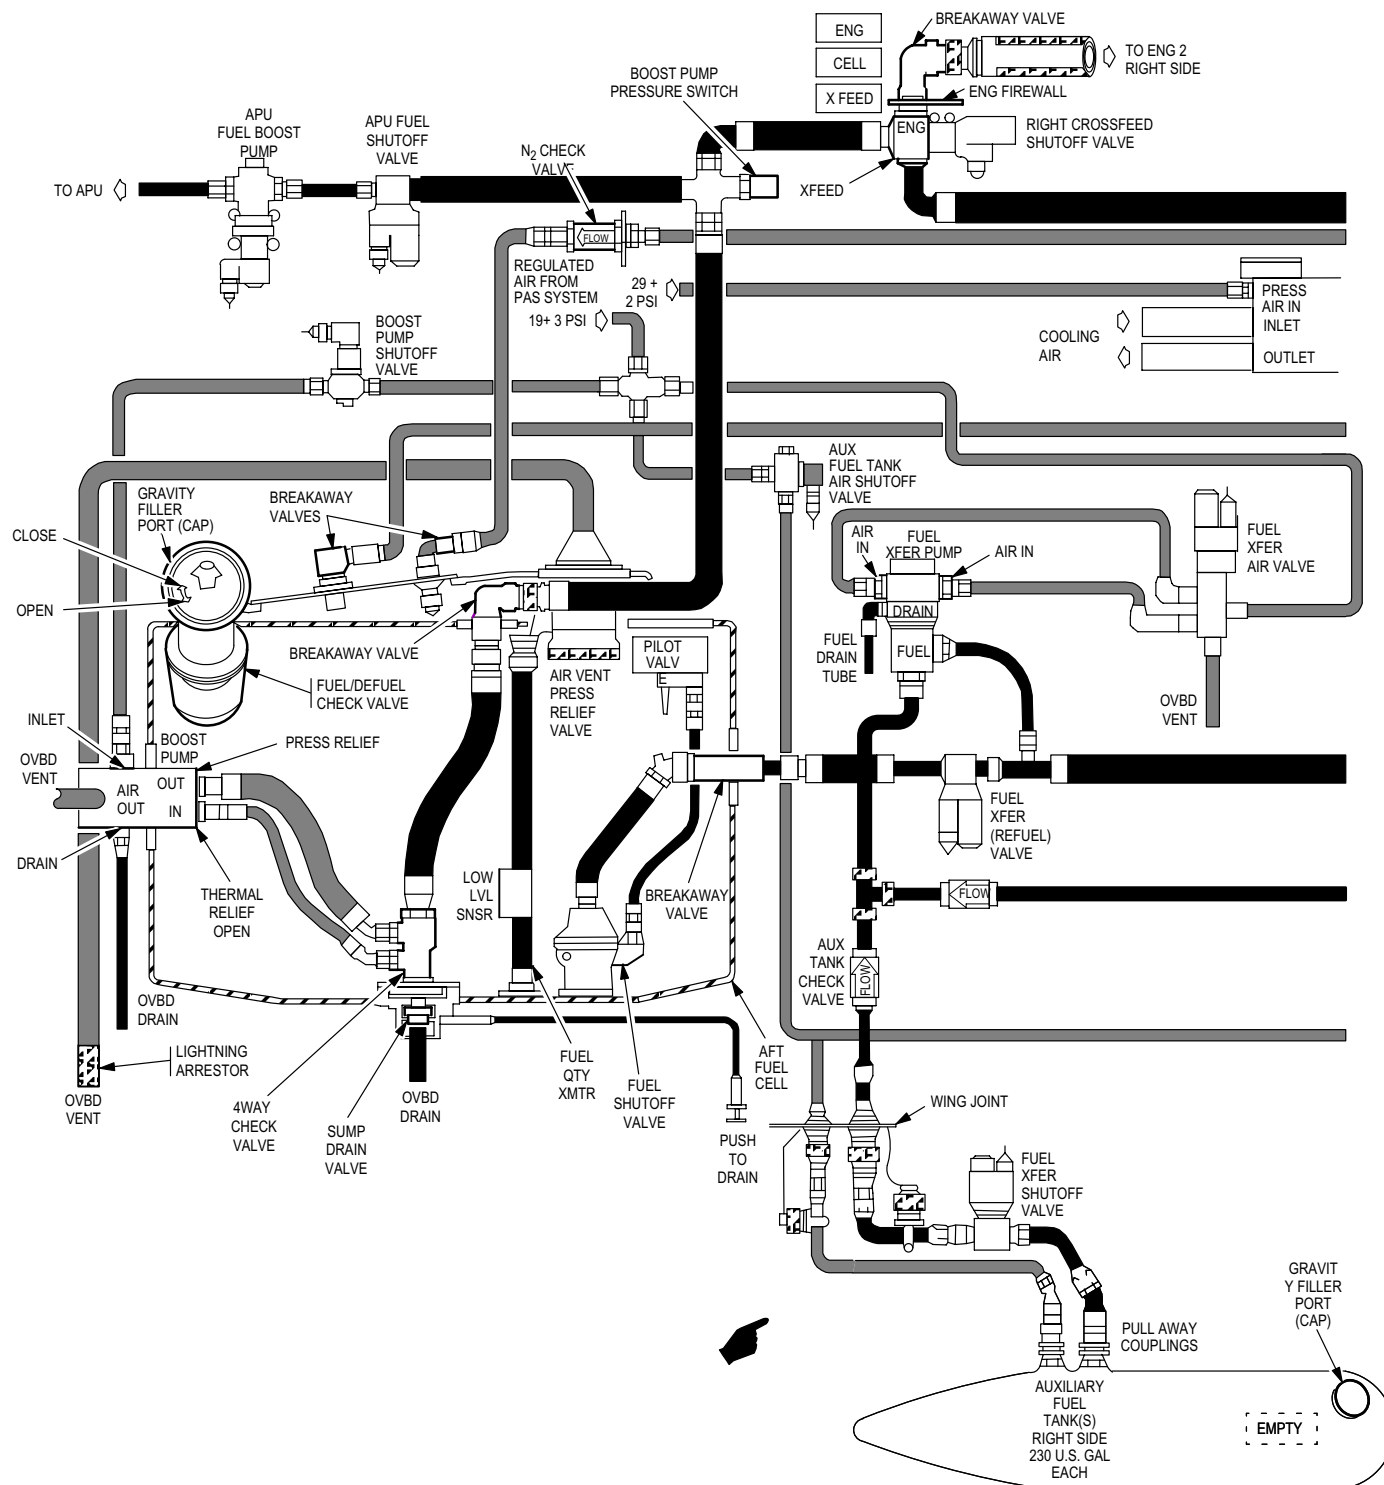 BREAKAWAY VALVE
ENG
CELL
X FEED
TO ENG 2
RIGHT SIDE
BOOST PUMP
PRESSURE SWITCH
ENG FIREWALL
APU
FUEL BOOST
PUMP
APU FUEL
SHUTOFF
VALVE
ENG
RIGHT CROSSFEED
SHUTOFF VALVE
N2 CHECK
VALVE
TO APU
XFEED
FLOW
REGULATED
AIR FROM
PAS SYSTEM
29 +
2 PSI
19+ 3 PSI
PRESS
AIR IN
INLET
COOLING
AIR
OUTLET
BOOST
PUMP
SHUTOFF
VALVE
AUX
FUEL TANK
AIR SHUTOFF
VALVE
GRAVITY
FILLER
PORT (CAP)
BREAKAWAY
VALVES
CLOSE
OPEN
FUEL
XFER PUMP
AIR
IN
AIR IN
FUEL
XFER
AIR VALVE
DRAIN
FUEL
FUEL
DRAIN
TUBE
BREAKAWAY VALVE
PILOT
VALV
E
AIR VENT
PRESS
RELIEF
VALVE
FUEL/DEFUEL
CHECK VALVE
OVBD
VENT
INLET
BOOST
PUMP
PRESS RELIEF
OVBD
VENT
OUT
AIR
OUT
IN
DRAIN
THERMAL
RELIEF
OPEN
LOW
LVL
SNSR
BREAKAWAY
VALVE
FUEL
XFER
(REFUEL)
VALVE
FLOW
AUX
TANK
CHECK
VALVE
FLOW
OVBD
DRAIN
LIGHTNING
ARRESTOR
OVBD
VENT
4WAY
CHECK
VALVE
SUMP
DRAIN
VALVE
OVBD
DRAIN
FUEL
QTY
XMTR
FUEL
SHUTOFF
VALVE
AFT
FUEL
CELL
PUSH
TO
DRAIN
WING JOINT
FUEL
XFER
SHUTOFF
VALVE
GRAVIT
Y FILLER
PORT
(CAP)
PULL AWAY
COUPLINGS
AUXILIARY
FUEL
TANK(S)
RIGHT SIDE
230 U.S. GAL
EACH
EMPTY